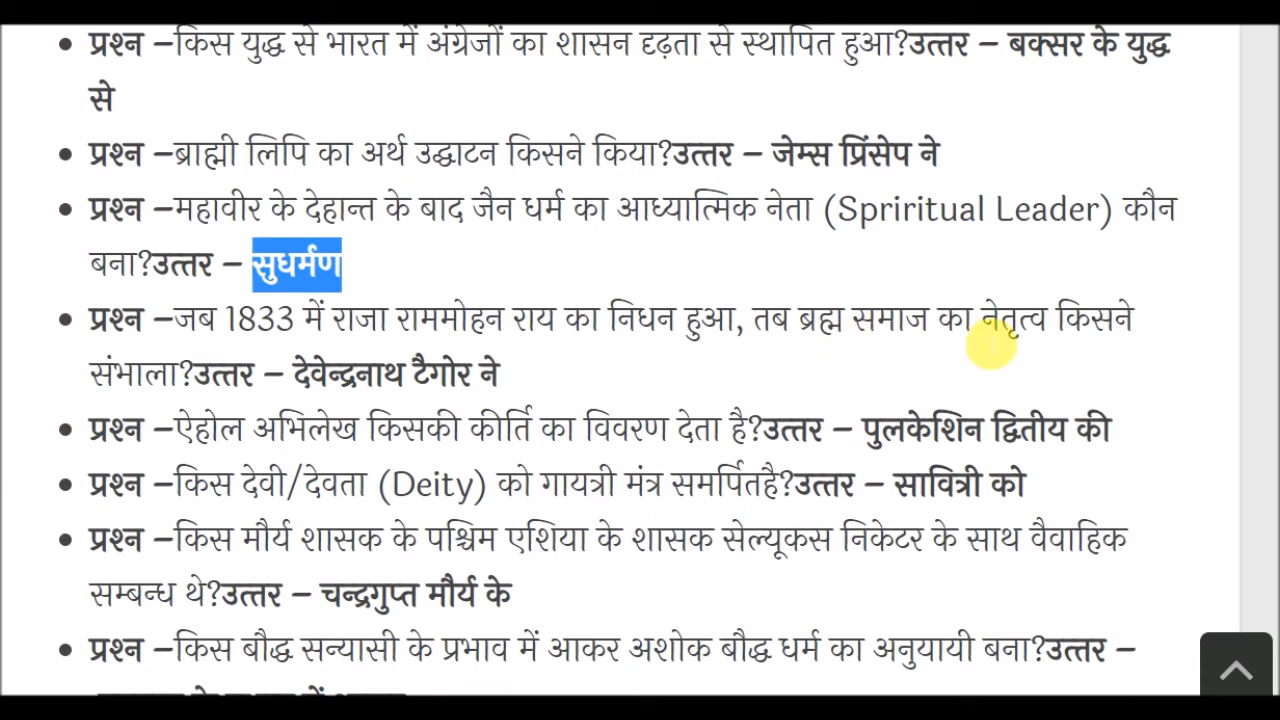 प्रश्न –किस युद्ध से भारत में अंग्रेजों का शासन दृढ़ता से स्थापित हुआ?उत्तर – बक्सर के युद्ध
से
प्रश्न –ब्राह्मी लिपि का अर्थ उद्घाटन किसने किया?उत्तर – जेम्स प्रिंसेप ने
प्रश्न –महावीर के देहान्त के बाद जैन धर्म का आध्यात्मिक नेता (Spriritual Leader) कौन
बना?उत्तर – सुधर्मण
प्रश्न –जब 1833 में राजा राममोहन राय का निधन हुआ, तब ब्रह्म समाज का नेतृत्व किसने
संभाला?उत्तर – देवेन्द्रनाथ टैगोर ने
प्रश्न –ऐहोल अभिलेख किसकी कीर्ति का विवरण देता है?उत्तर – पुलकेशिन द्वितीय की
प्रश्न –किस देवी/देवता (Deity) को गायत्री मंत्र समर्पितहै?उत्तर – सावित्री को
प्रश्न –किस मौर्य शासक के पश्चिम एशिया के शासक सेल्यूकस निकेटर के साथ वैवाहिक
सम्बन्ध थे?उत्तर – चन्द्रगुप्त मौर्य के
प्रश्न –किस बौद्ध सन्यासी के प्रभाव में आकर अशोक बौद्ध धर्म का अनुयायी बना?उत्तर –